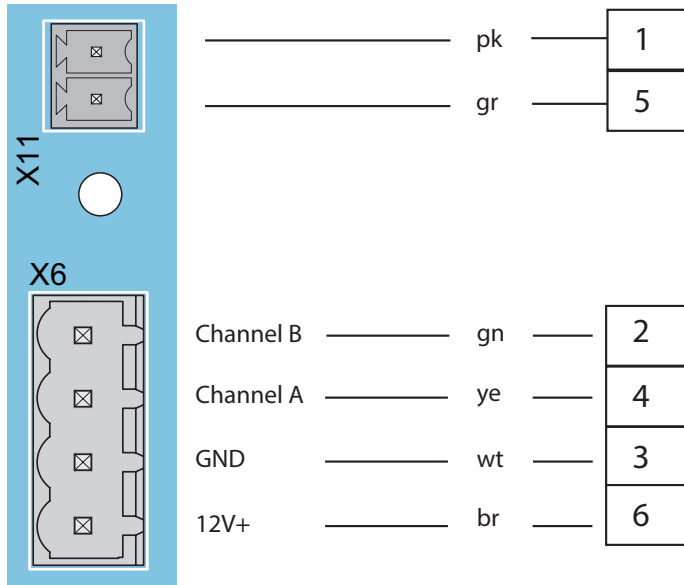 pk 1
gr 5
X11
X6
Channel B gn 2
Channel A ye 4
GND wt 3
12V+ br 6